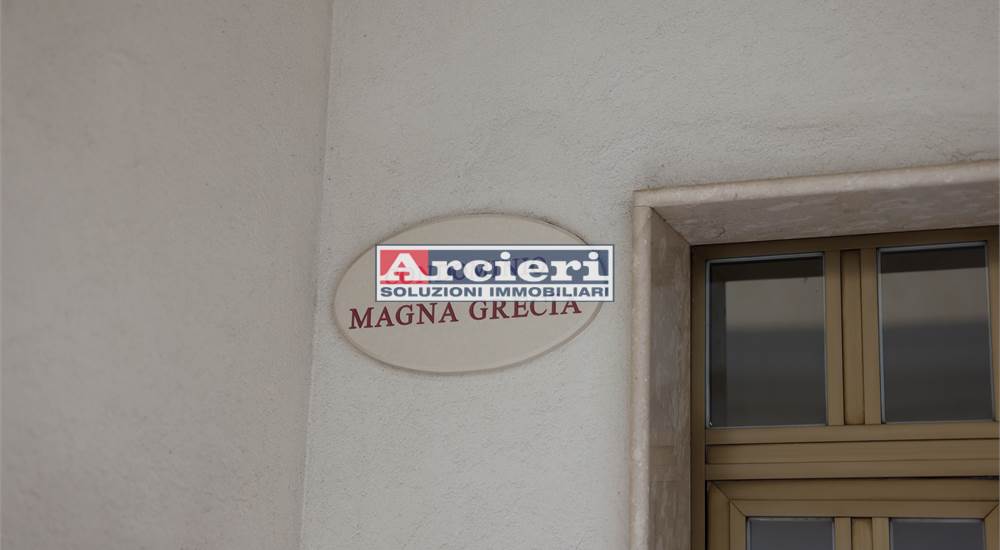 Arcieri
SOLUZIONI IMMOBILIARI
MAGNA GRECIA